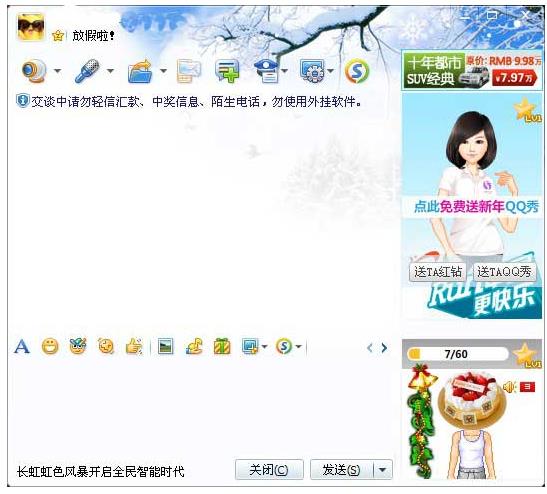 放假啦!
十年都市
SUV经典
原价: RMB 9.98万
¥7.97万
交谈中请勿轻信汇款、中奖信息、陌生电话，勿使用外挂软件。
LV1
点此免费送新年QQ秀
送TA红钻
送TAQQ秀
更快乐
A
7/60
LV1
长虹虹色风暴开启全民智能时代
关闭(C)
发送(S)